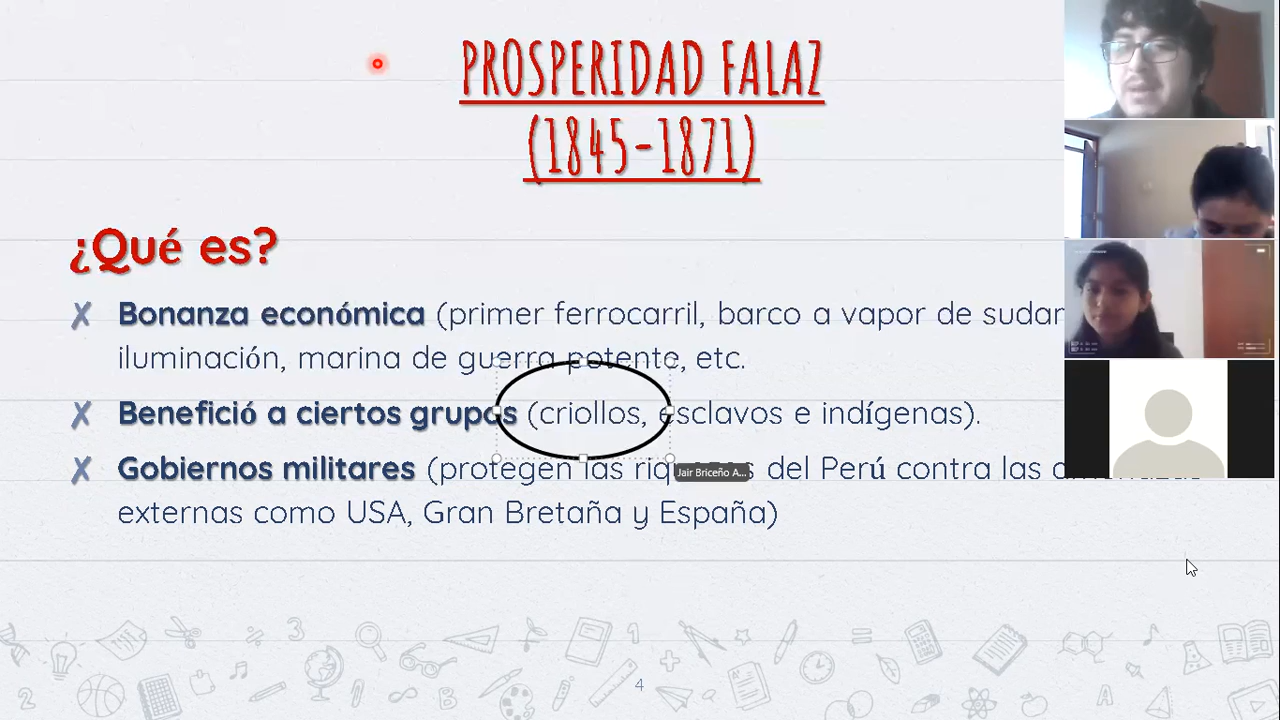 PROSPERIDAD FALAZ
(1845-1871)
¿Qué es?
✗ Bonanza económica (primer ferrocarril, barco a vapor de sudar
iluminación, marina de guerra potente, etc.
✗ Benefició a ciertos grupos (criollos, esclavos e indígenas).
✗ Gobiernos militares (protegen las del Perú contra las
Jair Briceño A...
externas como USA, Gran Bretaña y España)
4